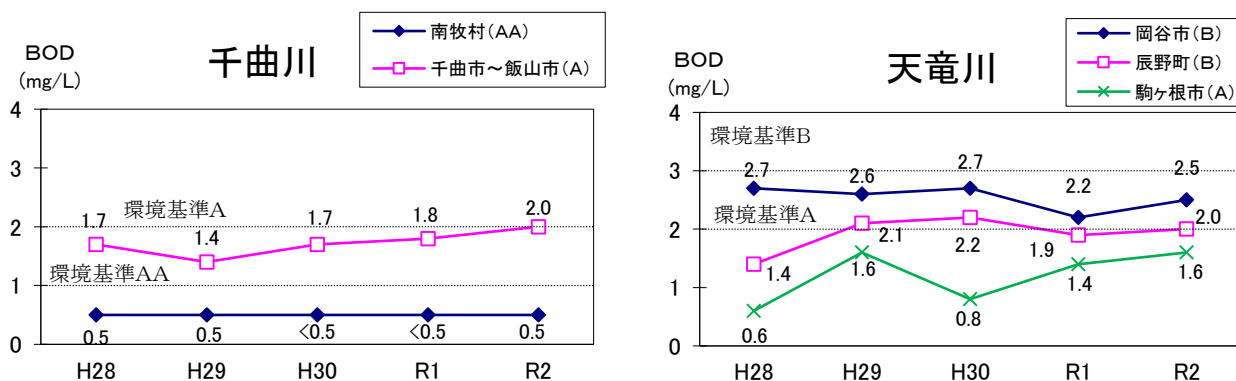 BOD
(mg/L)
千曲川
南牧村(AA)
千曲市～飯山市(A)
4
3
2
1
0
環境基準A
環境基準AA
1.7
1.4
1.7
1.8
2.0
0.5
0.5
<0.5
<0.5
0.5
H28
H29
H30
R1
R2
BOD
(mg/L)
天竜川
岡谷市(B)
辰野町(B)
駒ヶ根市(A)
4
3
2
1
0
環境基準B
環境基準A
2.7
2.6
2.7
2.2
2.5
1.4
2.1
2.2
1.9
2.0
0.6
1.6
0.8
1.4
1.6
H28
H29
H30
R1
R2